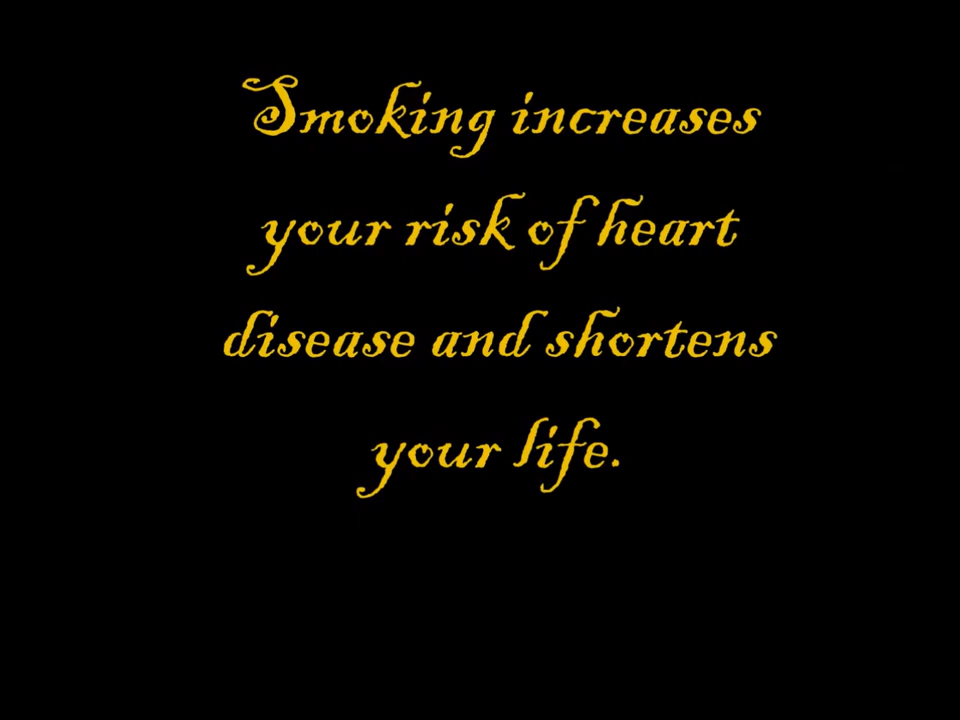 Smoking increases
your risk of heart
disease and shortens
your life.